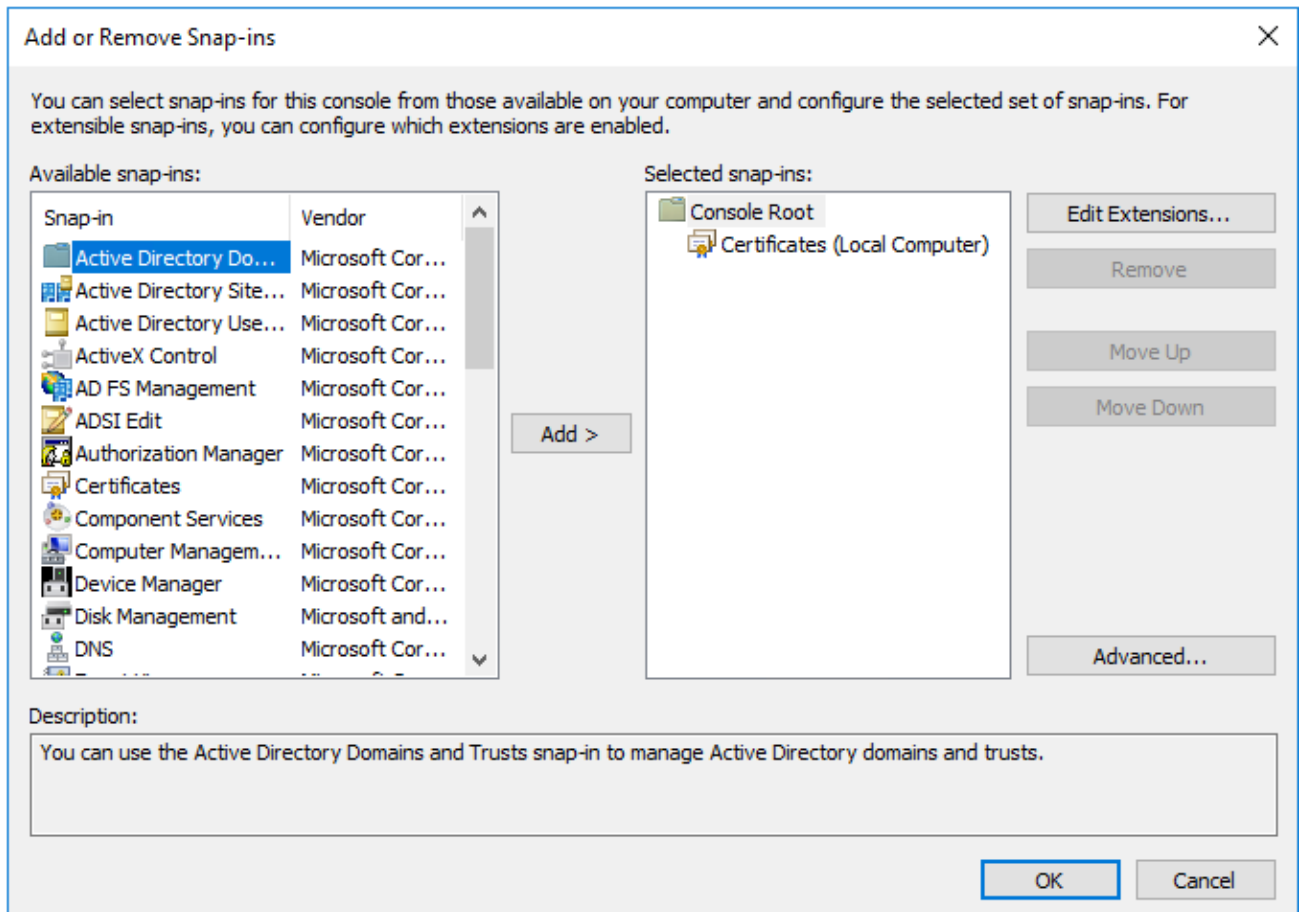 Add or Remove Snap-ins
You can select snap-ins for this console from those available on your computer and configure the selected set of snap-ins. For
extensible snap-ins, you can configure which extensions are enabled.
Available snap-ins:
Snap-in Vendor
Active Directory Do... Microsoft Cor...
Active Directory Site... Microsoft Cor...
Active Directory Use... Microsoft Cor...
ActiveX Control Microsoft Cor...
AD FS Management Microsoft Cor...
ADSI Edit Microsoft Cor...
Authorization Manager Microsoft Cor...
Certificates Microsoft Cor...
Component Services Microsoft Cor...
Computer Managem... Microsoft Cor...
Device Manager Microsoft Cor...
Disk Management Microsoft and...
DNS Microsoft Cor...
Add >
Selected snap-ins:
Console Root
Certificates (Local Computer)
Edit Extensions...
Remove
Move Up
Move Down
Advanced...
Description:
You can use the Active Directory Domains and Trusts snap-in to manage Active Directory domains and trusts.
OK
Cancel